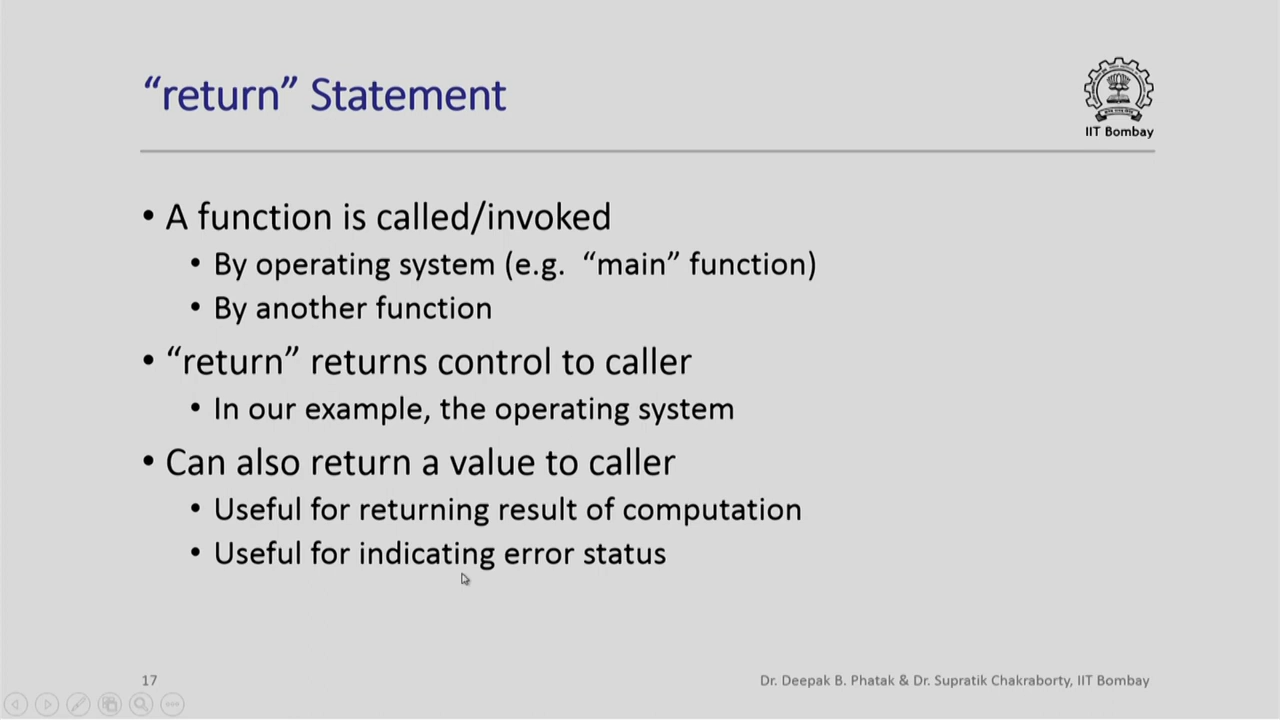 “return” Statement
IIT Bombay
• A function is called/invoked
• By operating system (e.g. “main” function)
• By another function
• “return” returns control to caller
• In our example, the operating system
• Can also return a value to caller
• Useful for returning result of computation
• Useful for indicating error status
17
Dr. Deepak B. Phatak & Dr. Supratik Chakraborty, IIT Bombay